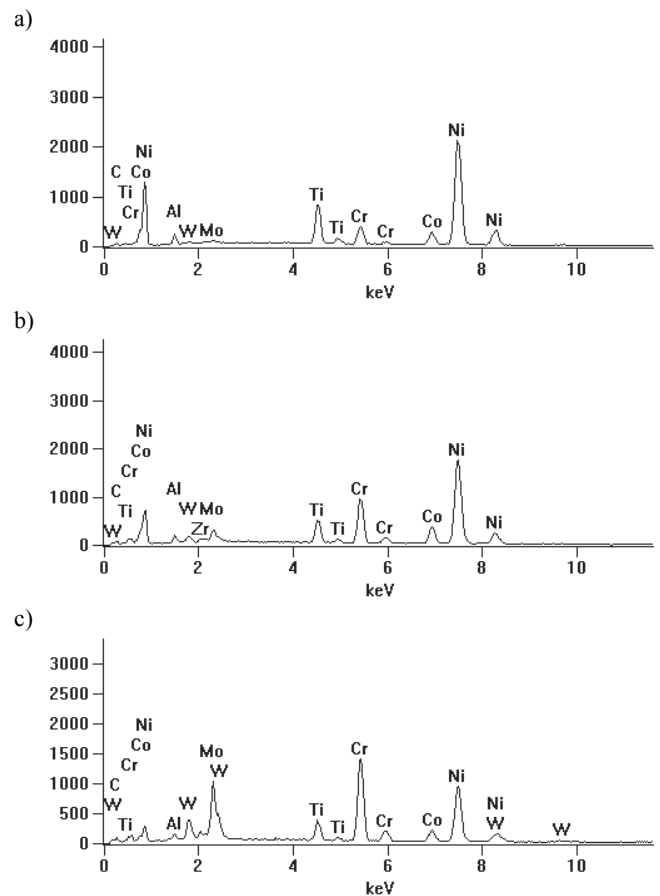 a)
4000
3000
2000
1000
0
Ni
C Co
Ti
Cr
W
Al
W Mo
Ti
Ti
Cr
Cr
Co
Ni
Ni
0 2 4 6 8 10
keV
b)
4000
3000
2000
1000
0
Ni
Co
Cr
C
Ti
W
Al
W Mo
Zr
Ti
Ti
Cr
Cr
Co
Ni
Ni
0 2 4 6 8 10
keV
c)
3000
2500
2000
1500
1000
500
0
Ni
Co
Cr
C
W
Ti
Al
W
Mo
W
Ti
Ti
Cr
Cr
Co
Ni
Ni
W
W
0 2 4 6 8 10
keV